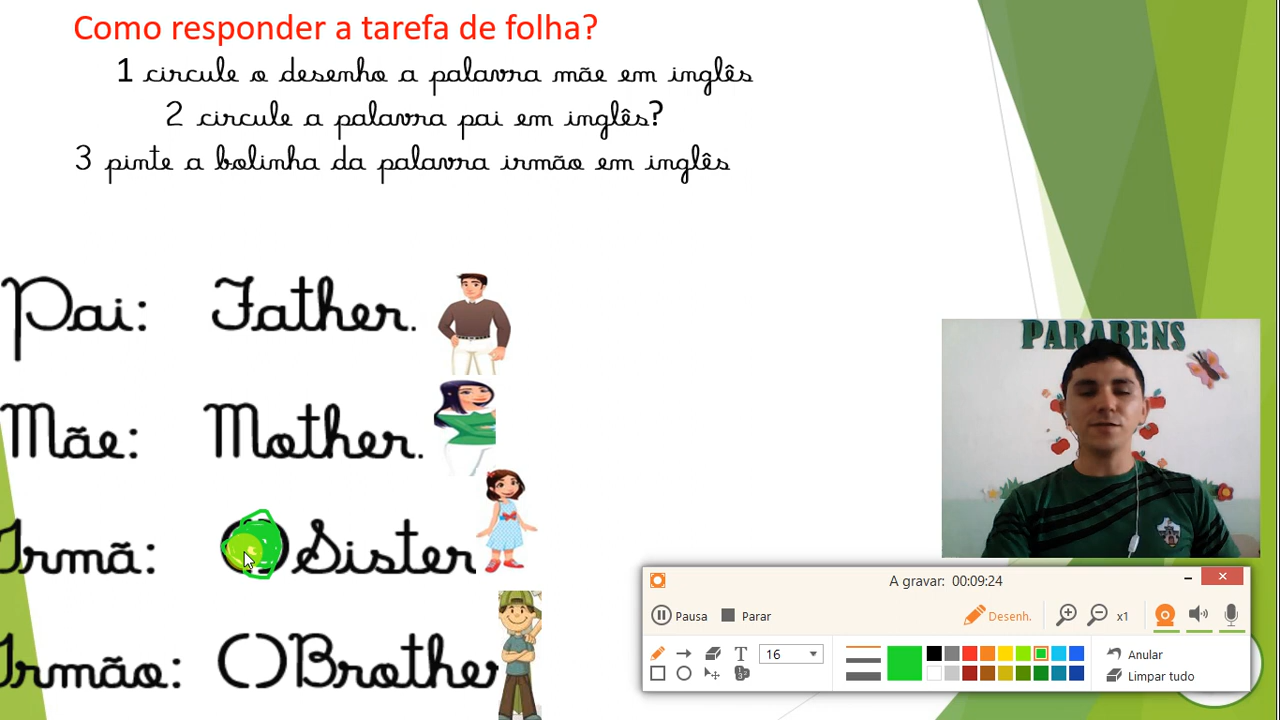 Como responder a tarefa de folha?
1 circule o desenho a palavra mãe em inglês
2 circule a palavra pai em inglês?
3 pinte a bolinha da palavra irmão em inglês
Pai: Father.
Mãe: Mother.
Irmã: Sister
Irmão: Brother
PARABENS
A gravar: 00:09:24
Pausa Parar Desenh. x1
T 16 Anular
Limpar tudo